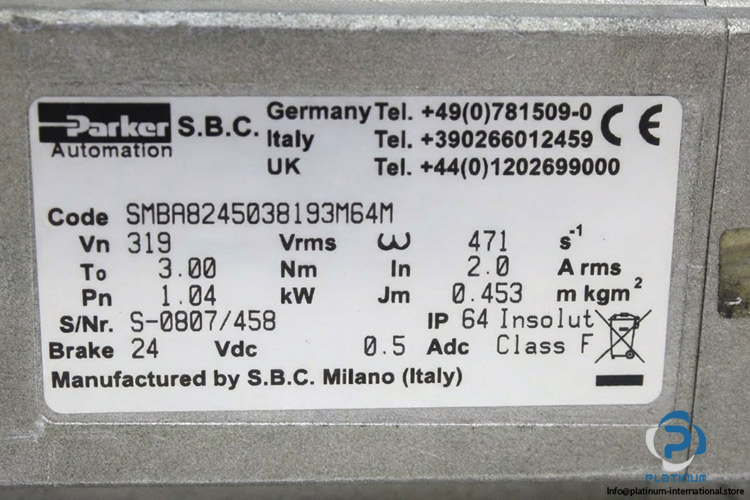 Parker S.B.C. Germany Tel. +49(0)781509-0 CE
Automation Italy Tel. +390266012459
UK Tel. +44(0)1202699000
Code SMBA8245038193M64M
Vn 319 Vrms ω 471 s⁻¹
To 3.00 Nm In 2.0 A rms
Pn 1.04 kW Jm 0.453 m kgm²
S/Nr. S-0807/458 IP 64 Insolut
Brake 24 Vdc 0.5 Adc Class F
Manufactured by S.B.C. Milano (Italy)
PLATINUM
Info@platinum-international.store